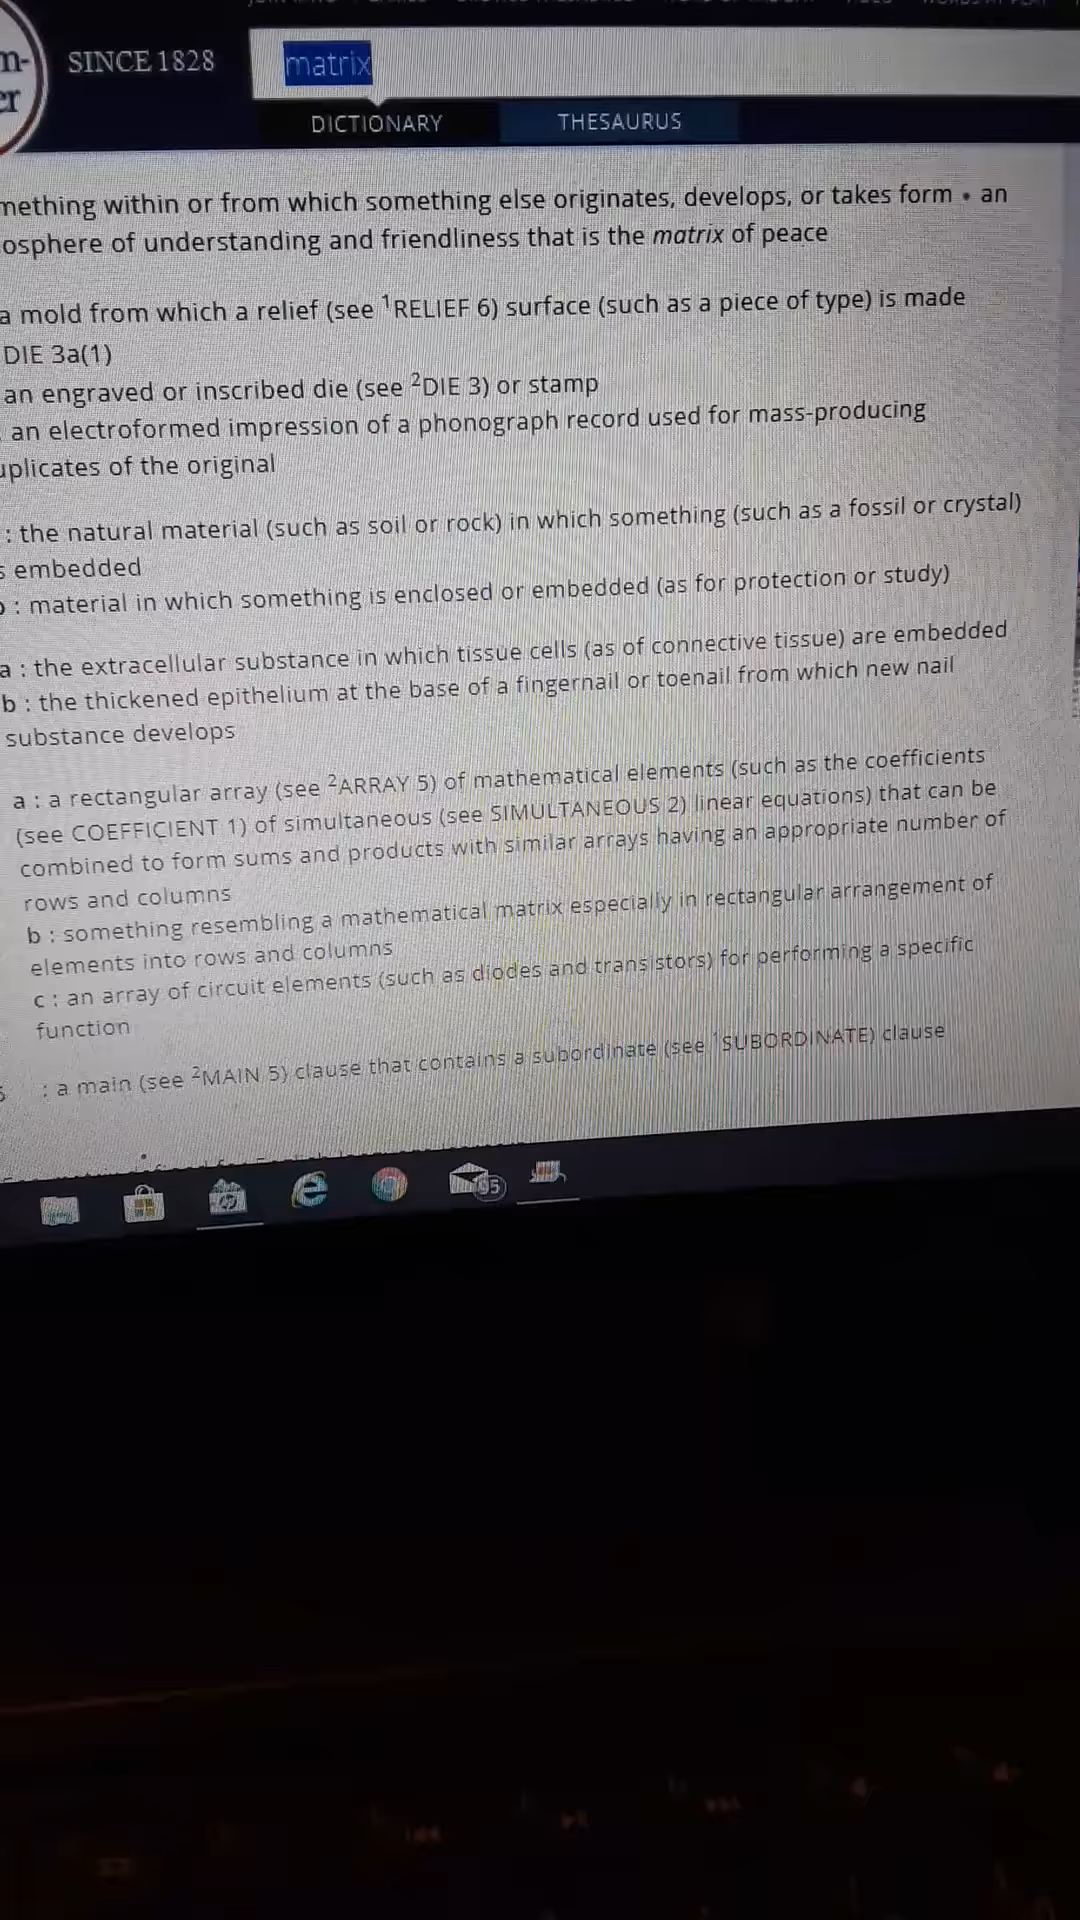 SINCE 1828
matrix
DICTIONARY THESAURUS
within or from which something else originates, develops, or takes form • an
of understanding and friendliness that is the matrix of peace
a mold from which a relief (see 1RELIEF 6) surface (such as a piece of type) is made
DIE 3a(1)
an engraved or inscribed die (see 2DIE 3) or stamp
an electroformed impression of a phonograph record used for mass-producing
of the original
: the natural material (such as soil or rock) in which something (such as a fossil or crystal)
embedded
: material in which something is enclosed or embedded (as for protection or study)
a : the extracellular substance in which tissue cells (as of connective tissue) are embedded
b : the thickened epithelium at the base of a fingernail or toenail from which new nail
substance develops
a : a rectangular array (see 2ARRAY 5) of mathematical elements (such as the coefficients
(see COEFFICIENT 1) of simultaneous (see SIMULTANEOUS 2) linear equations) that can be
combined to form sums and products with similar arrays having an appropriate number of
rows and columns
b : something resembling a mathematical matrix especially in rectangular arrangement of
elements into rows and columns
c : an array of circuit elements (such as diodes and transistors) for performing a specific
function
: a main (see 2MAIN 5) clause that contains a subordinate (see 1SUBORDINATE) clause